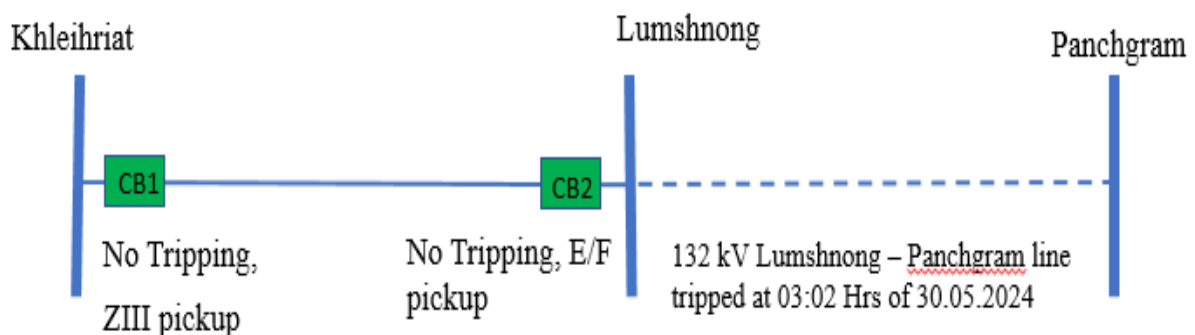 Khleihriat
Lumshnong
Panchgram
CB1
CB2
No Tripping,
ZIII pickup
No Tripping, E/F
pickup
132 kV Lumshnong – Panchgram line
tripped at 03:02 Hrs of 30.05.2024